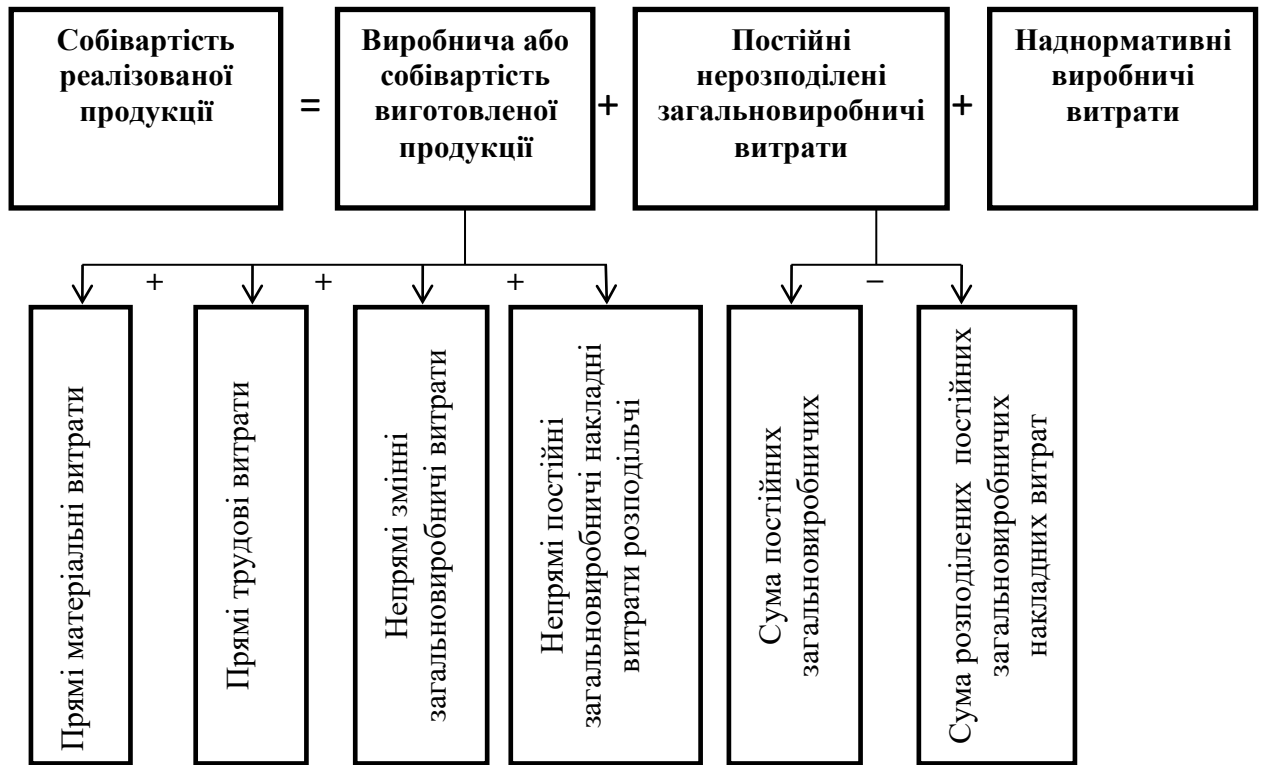 Собівартість
реалізованої
продукції
=
Виробнича або
собівартість
виготовленої
продукції
+
Постійні
нерозподілені
загальновиробничі
витрати
+
Наднормативні
виробничі
витрати
+
+
+
–
Прямі матеріальні витрати
Прямі трудові витрати
Непрямі змінні
загальновиробничі витрати
Непрямі постійні
загальновиробничі накладні
витрати розподільчі
Сума постійних
загальновиробничих
Сума розподілених постійних
загальновиробничих
накладних витрат